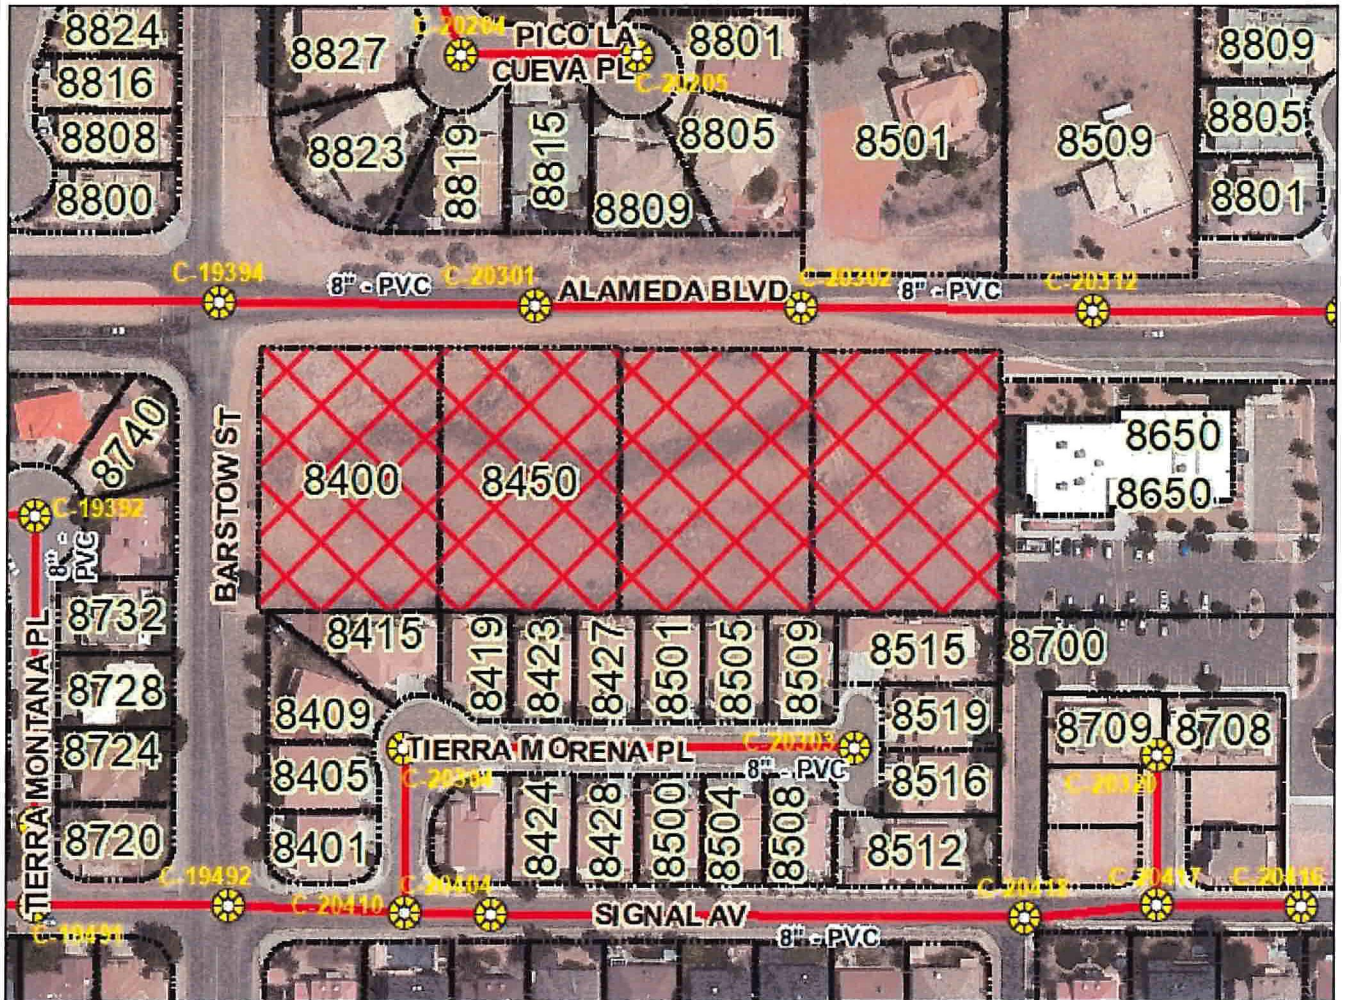 8824
8816
8808
8800
8827
8823
8819
8815
8809
8805
8801
C-20204
PICO LA
CUEVA PL
C-20205
8501
8509
8809
8805
8801
C-19394
8" - PVC
C-20301
ALAMEDA BLVD
C-20302
8" - PVC
C-20312
8740
BARSTOW ST
8400
8450
8650
8650
C-19392
8" -
PVC
TIERRA MONTANA PL
8732
8728
8724
8720
8415
8419
8423
8427
8501
8505
8509
8515
8700
8409
8405
8401
TIERRA MORENA PL
C-20303
8" - PVC
C-20304
8519
8516
8512
8709
8708
C-20320
8424
8428
8500
8504
8508
C-19492
C-20410
C-20404
SIGNAL AV
8" - PVC
C-20418
C-20417
C-20416
C-19491